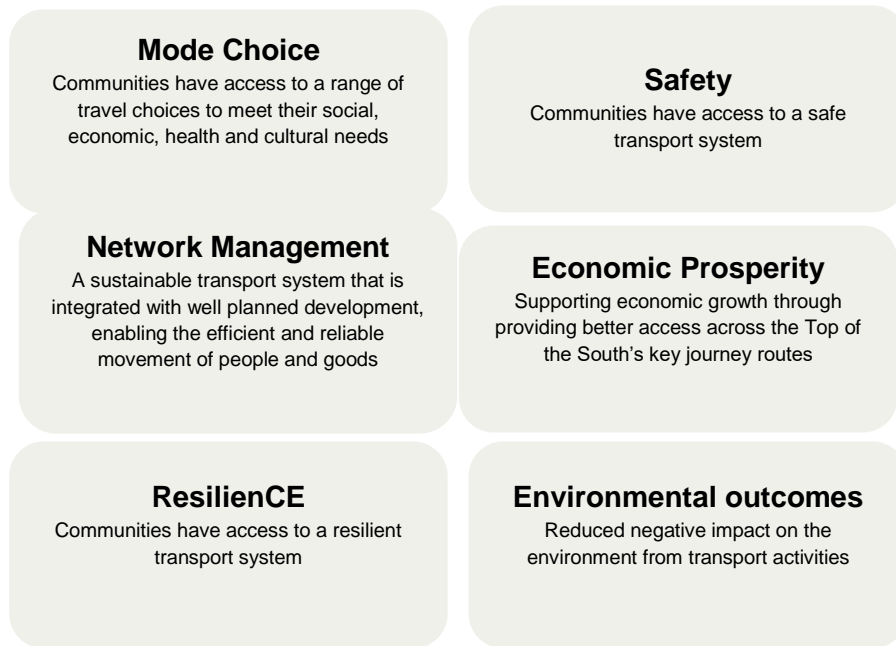 Mode Choice
Communities have access to a range of
travel choices to meet their social,
economic, health and cultural needs
Safety
Communities have access to a safe
transport system
Network Management
A sustainable transport system that is
integrated with well planned development,
enabling the efficient and reliable
movement of people and goods
Economic Prosperity
Supporting economic growth through
providing better access across the Top of
the South’s key journey routes
ResilienCE
Communities have access to a resilient
transport system
Environmental outcomes
Reduced negative impact on the
environment from transport activities